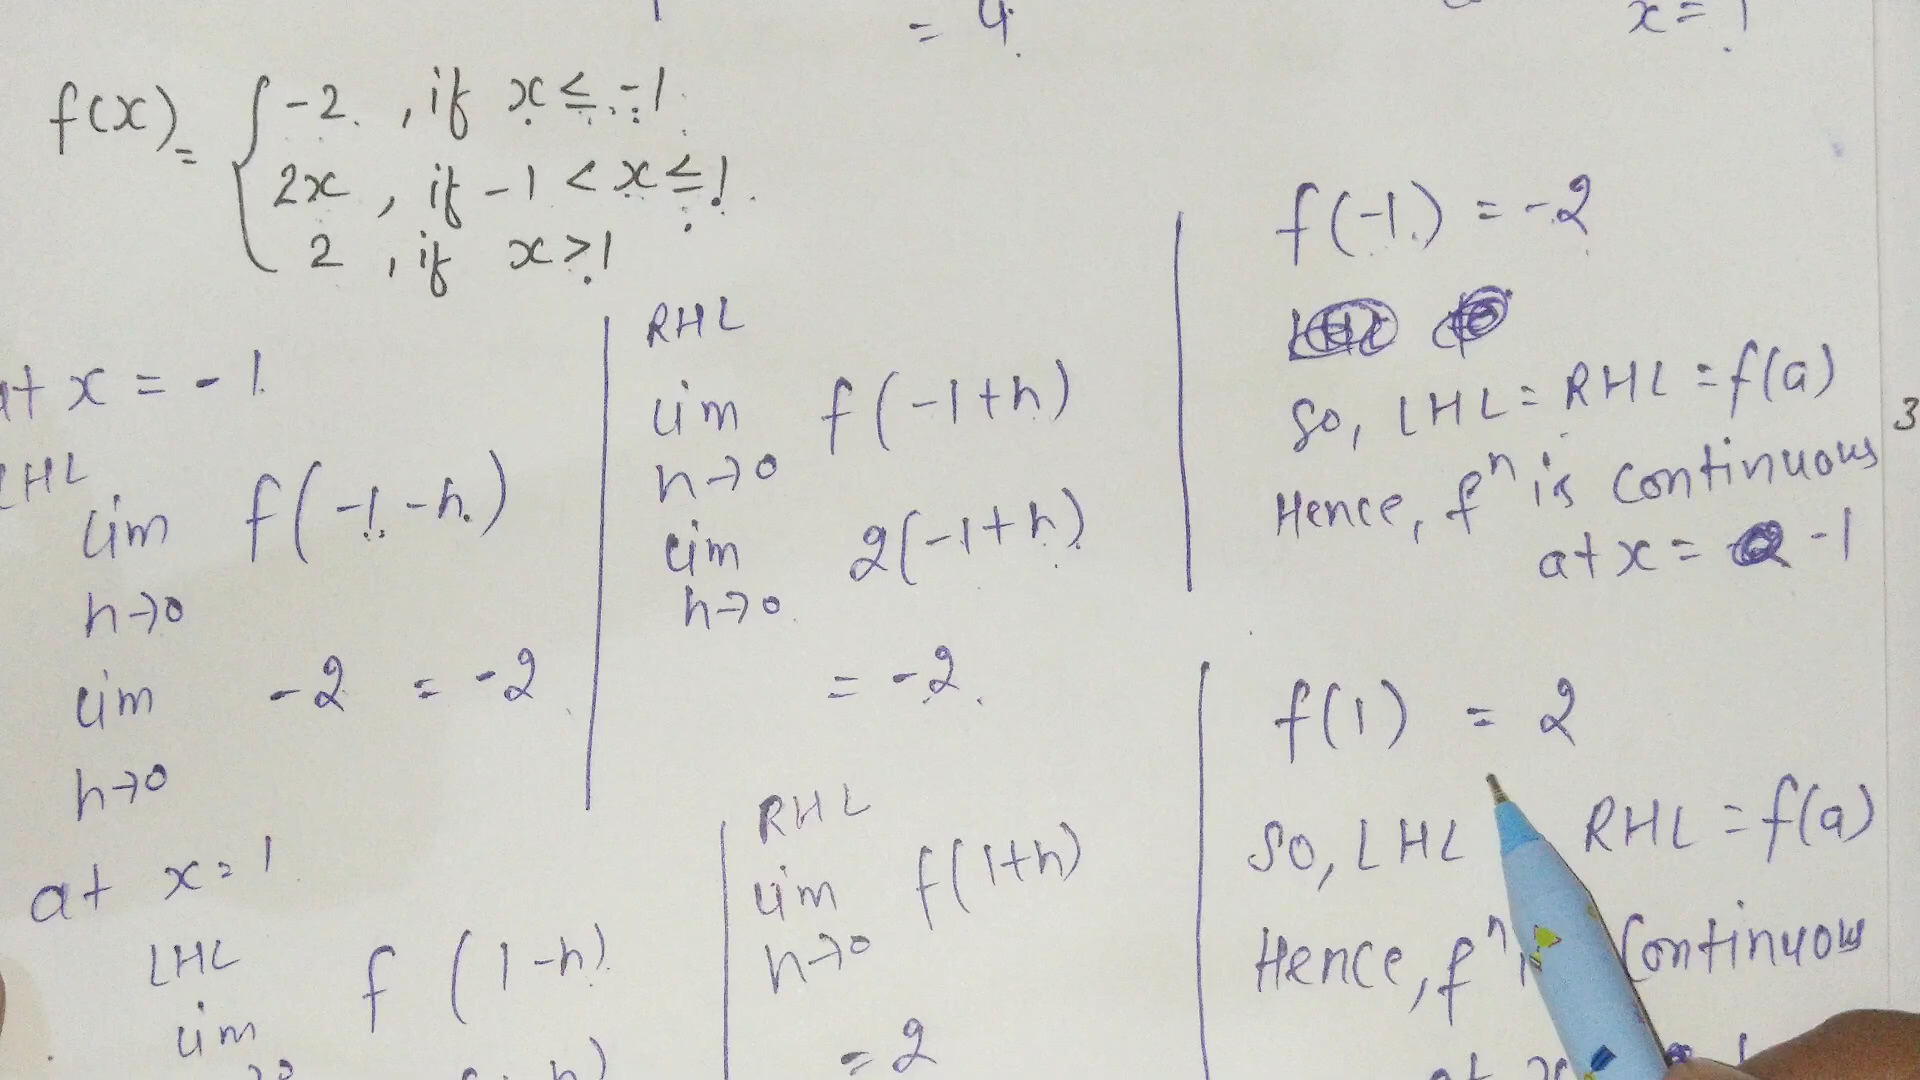 = 4
x = 1
f(x) = { -2 , if x ≤ -1
2x , if -1 < x ≤ 1
2 , if x > 1
at x = -1
LHL
lim f(-1-h)
h→0
lim -2 = -2
h→0
RHL
lim f(-1+h)
h→0
lim 2(-1+h)
h→0
= -2
f(-1) = -2
So, LHL = RHL = f(a)
Hence, fⁿ is continuous
at x = -1
3
at x = 1
LHL
lim f(1-h)
RHL
lim f(1+h)
h→0
= 2
f(1) = 2
So, LHL RHL = f(a)
Hence, fⁿ continuous